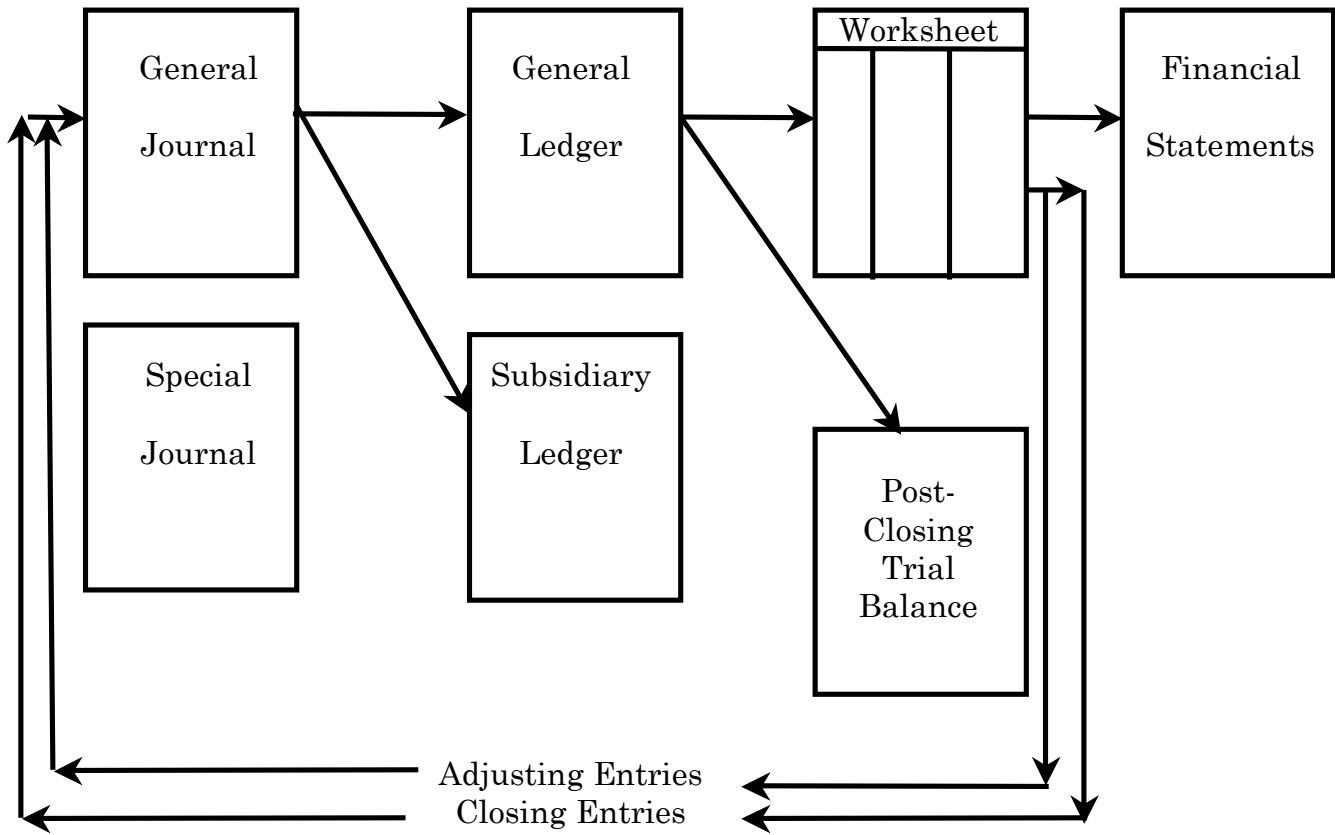 General
Journal
General
Ledger
Worksheet
Financial
Statements
Special
Journal
Subsidiary
Ledger
Post-
Closing
Trial
Balance
Adjusting Entries
Closing Entries